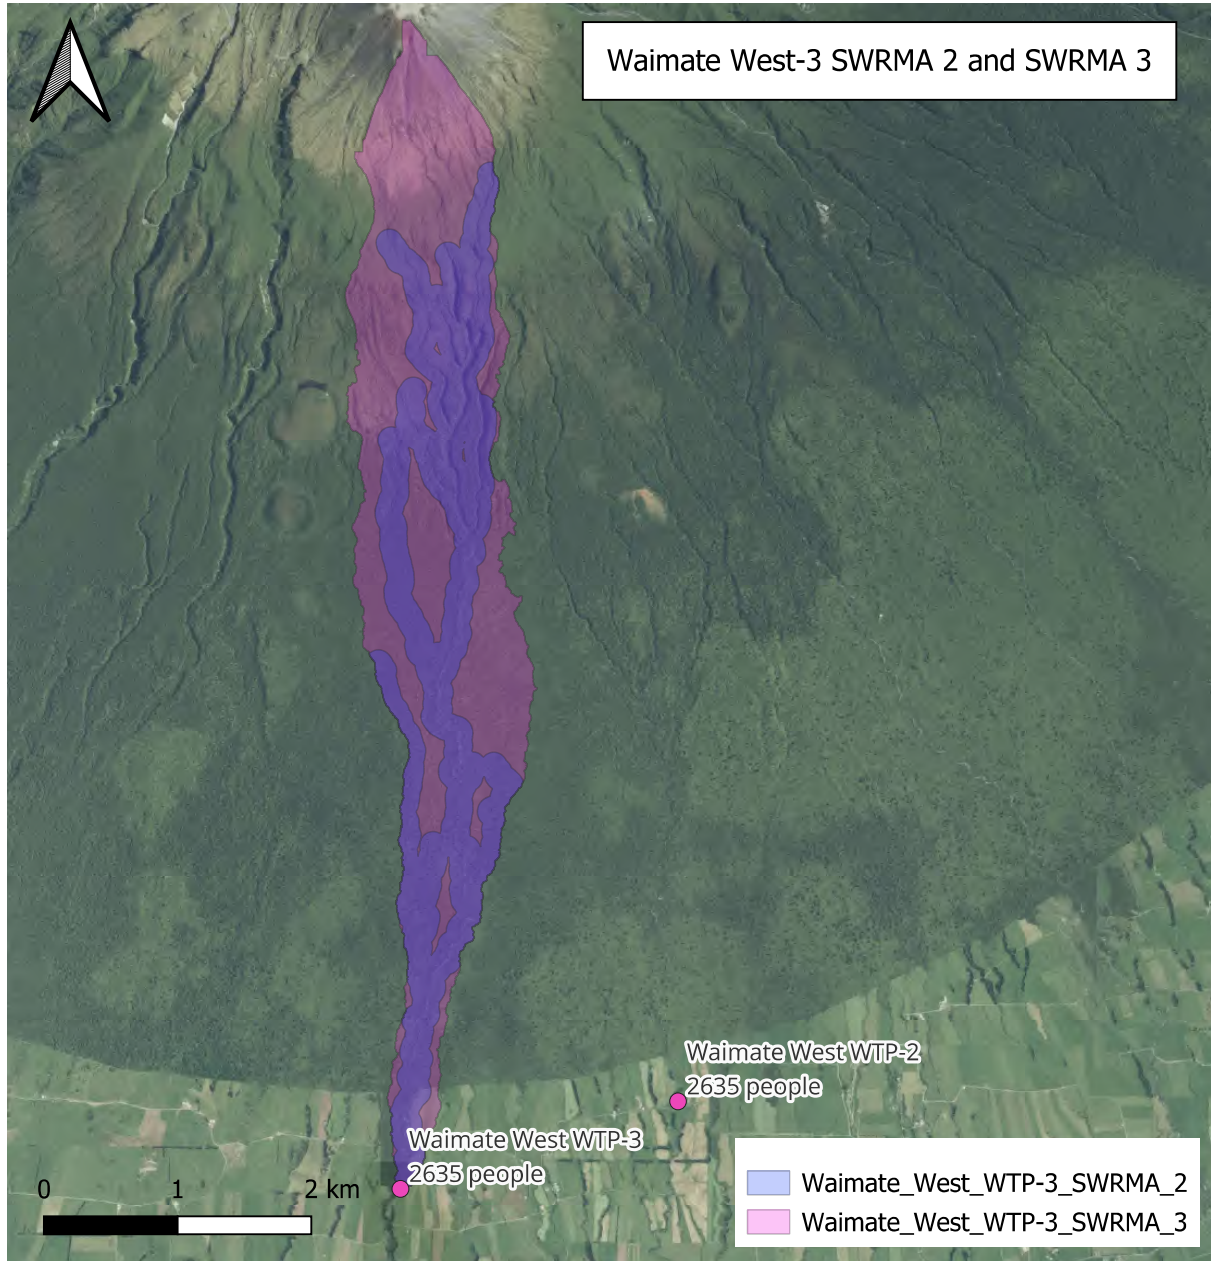 Waimate West-3 SWRMA 2 and SWRMA 3
Waimate West WTP-2
2635 people
Waimate West WTP-3
2635 people
0 1 2 km
Waimate_West_WTP-3_SWRMA_2
Waimate_West_WTP-3_SWRMA_3